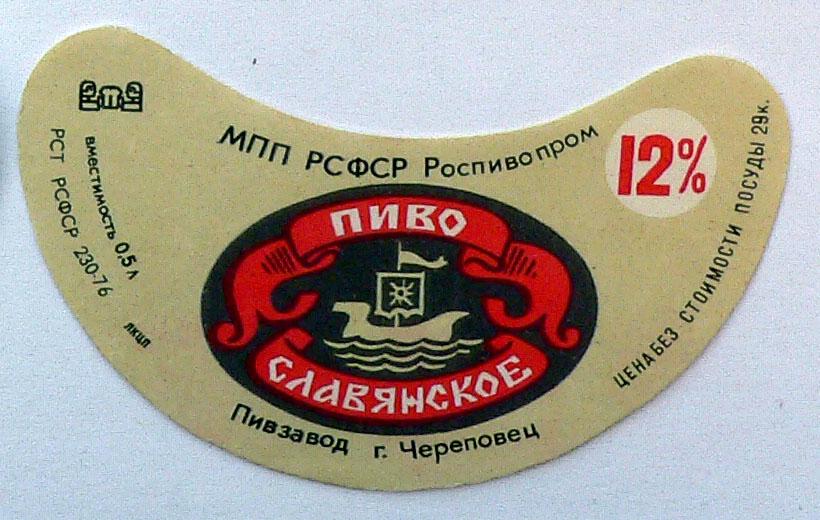 МПП РСФСР Роспивопром
12%
вместимость 0,5 л
РСТ РСФСР 230-76
лкцп
ПИВО
СЛАВЯНСКОЕ
Пивзавод г. Череповец
ЦЕНА БЕЗ СТОИМОСТИ ПОСУДЫ 29к.